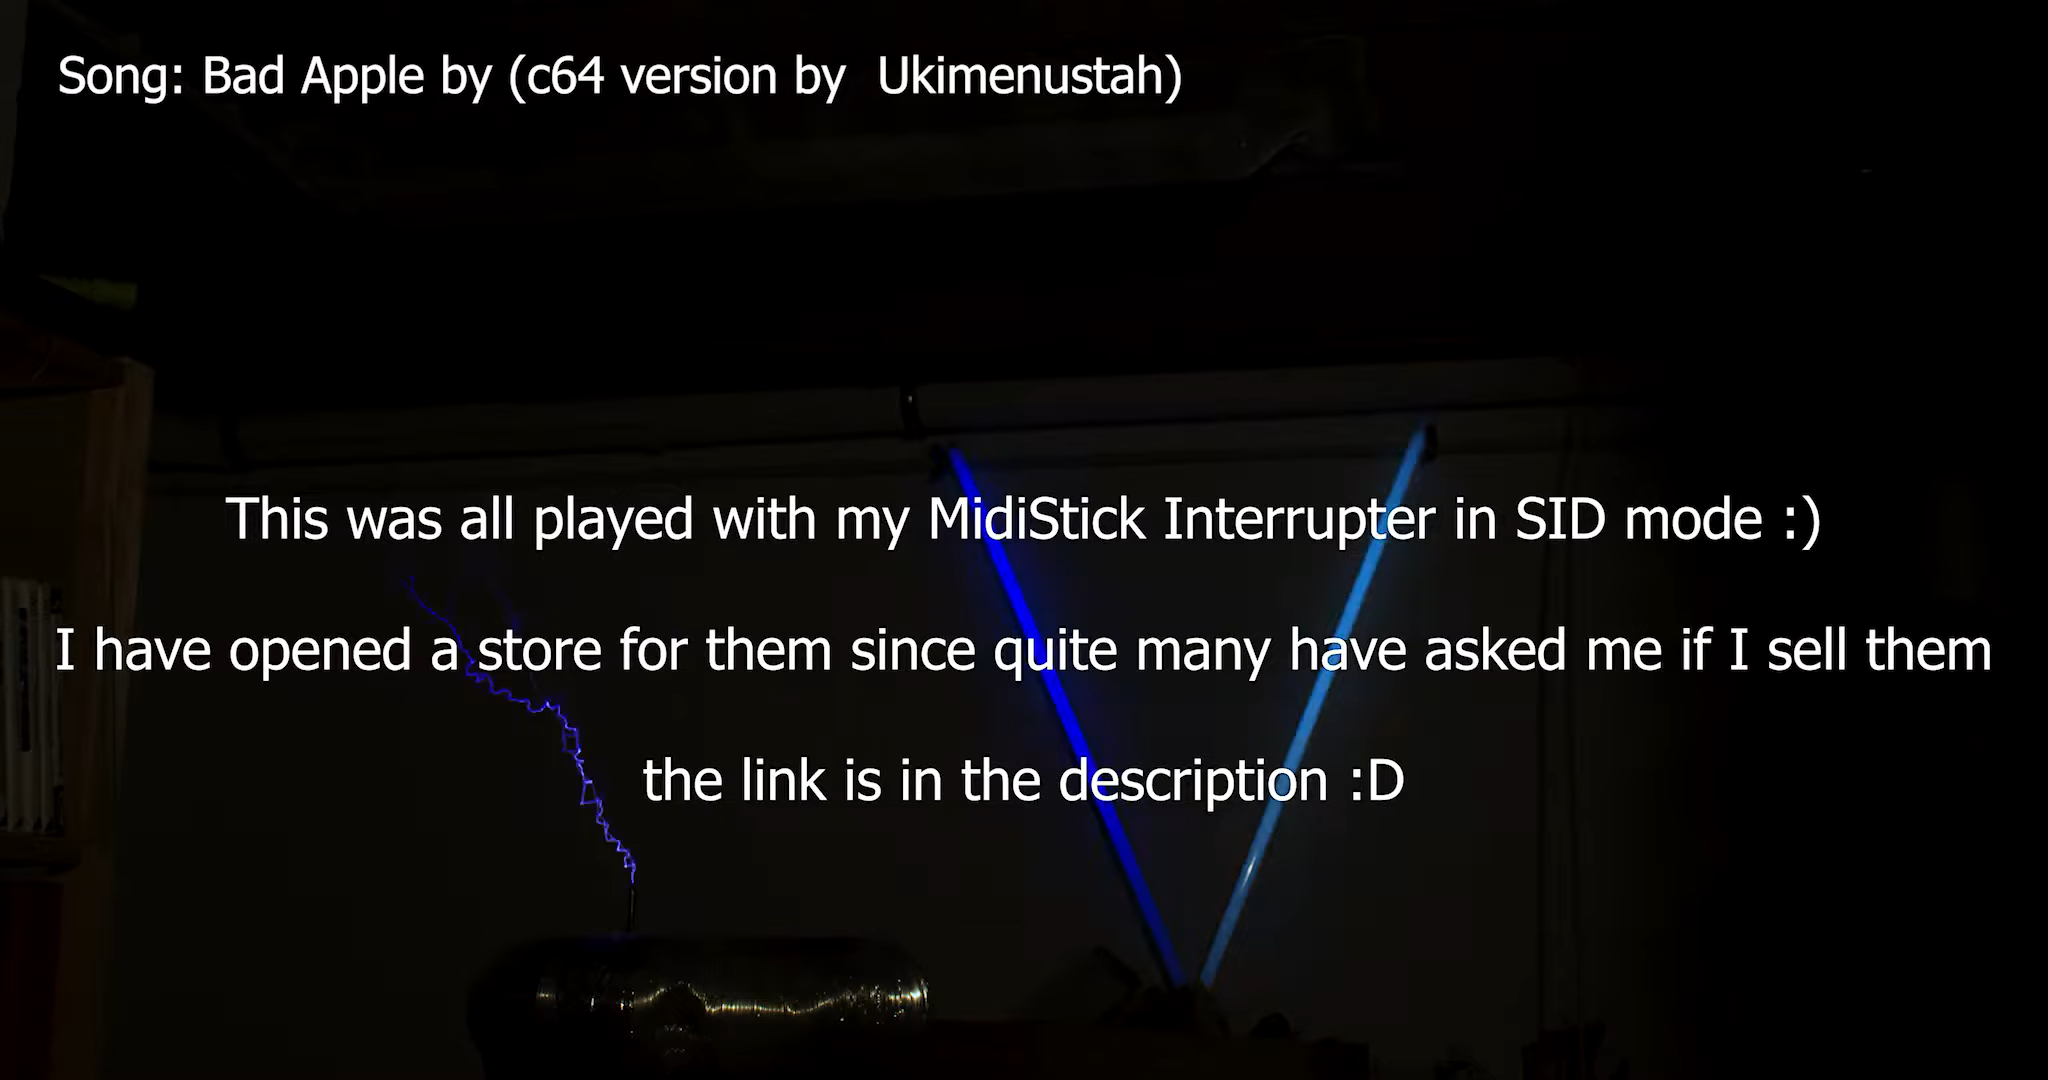 Song: Bad Apple by (c64 version by  Ukimenustah)
This was all played with my MidiStick Interrupter in SID mode :)
I have opened a store for them since quite many have asked me if I sell them
the link is in the description :D